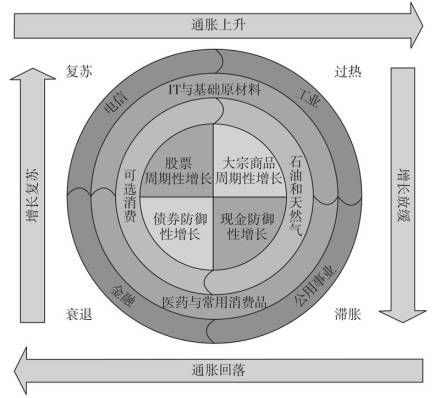 通胀上升
复苏
过热
电信
IT与基础原材料
工业
增长复苏
可选消费
股票
周期性增长
大宗商品
周期性增长
石油和天然气
增长放缓
债券防御
性增长
现金防御
性增长
金融
医药与常用消费品
公用事业
衰退
滞胀
通胀回落